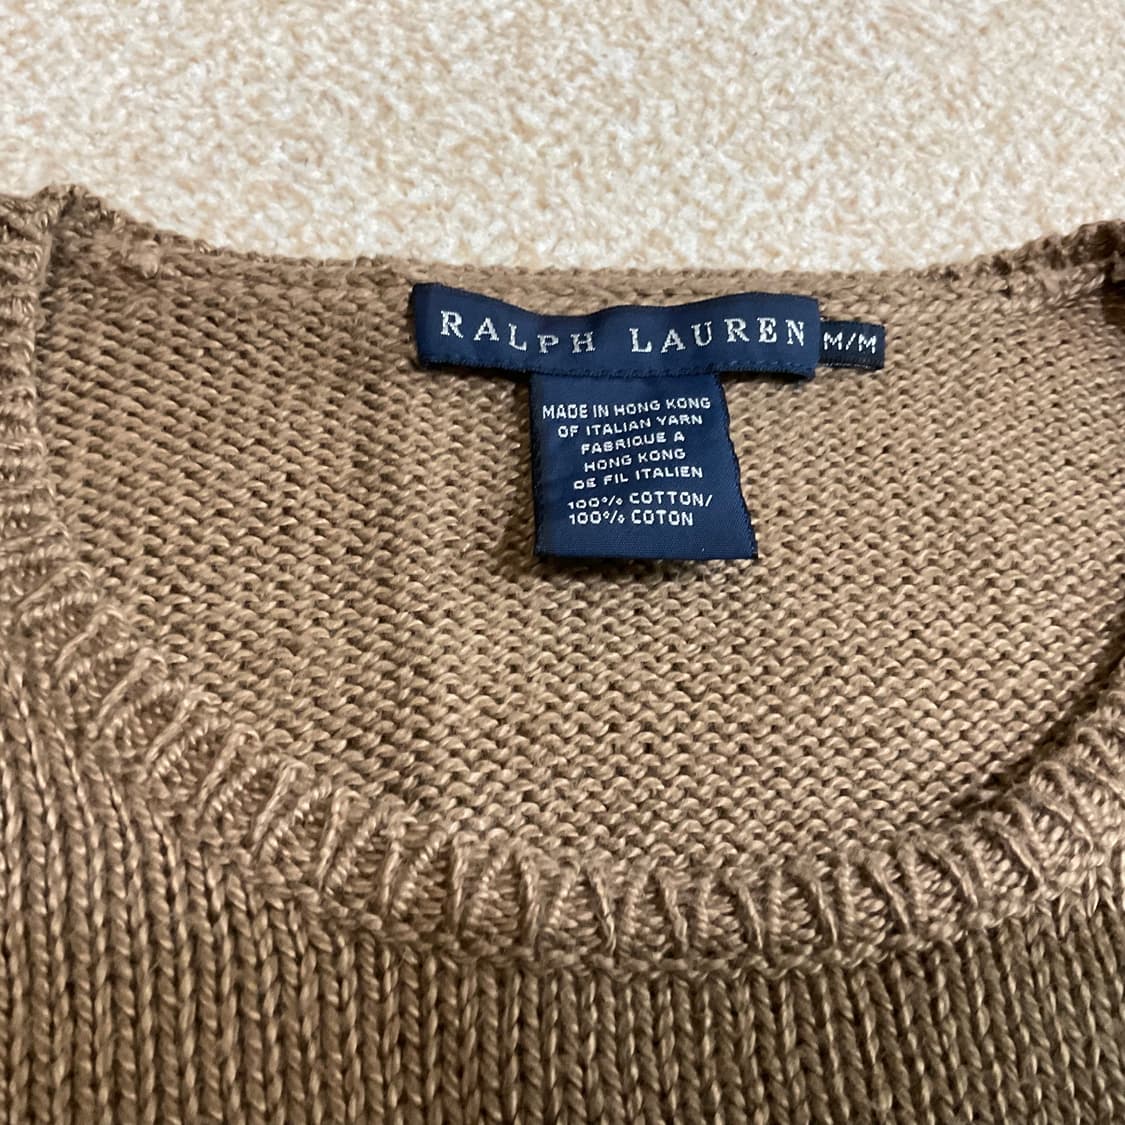 RALPH LAUREN
M/M
MADE IN HONG KONG
OF ITALIAN YARN
FABRIQUE A
HONG KONG
DE FIL ITALIEN
100% COTTON/
100% COTON